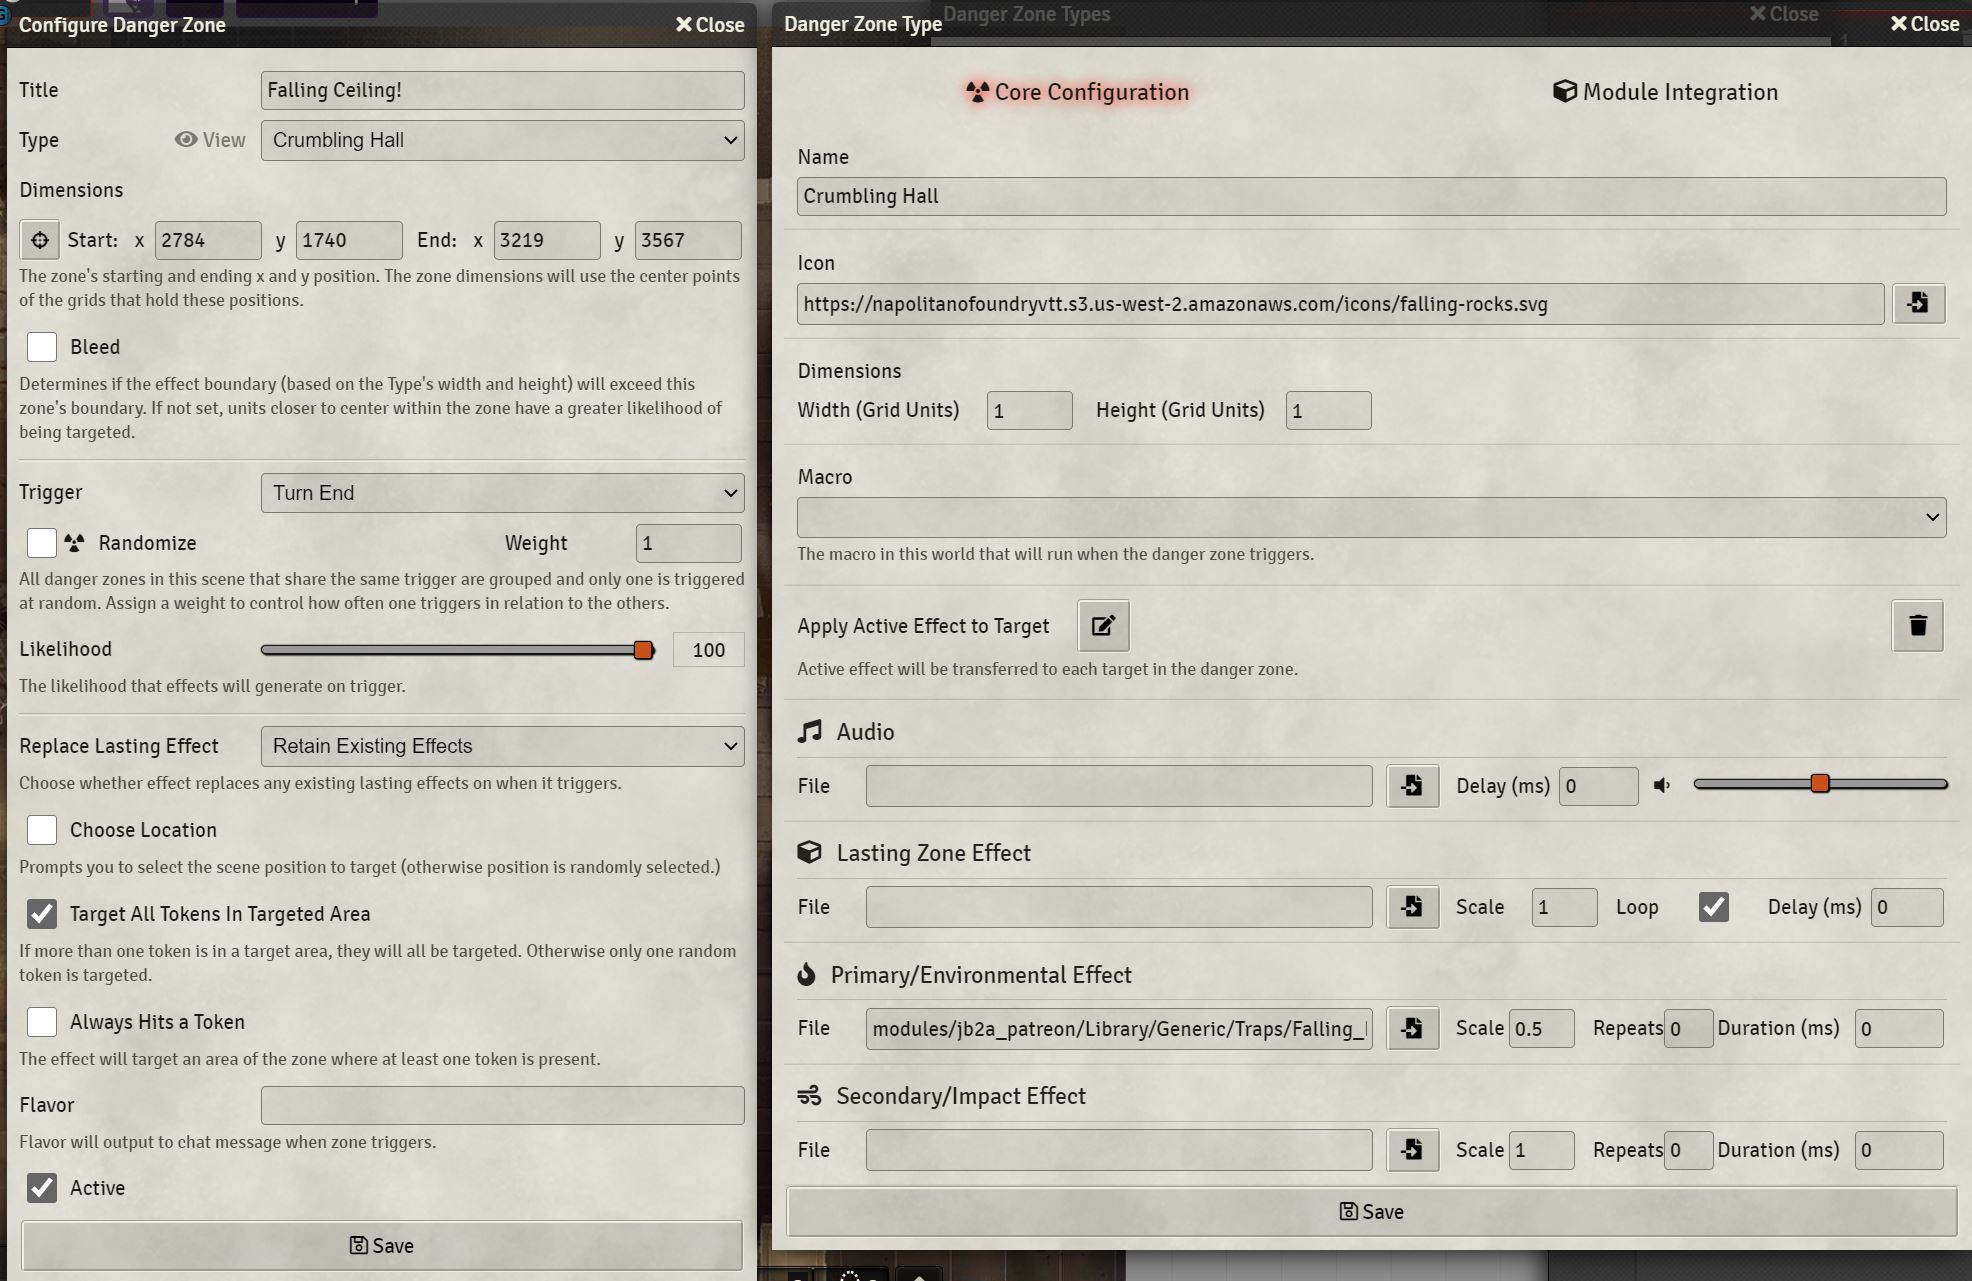 Configure Danger Zone
Close
Title
Falling Ceiling!
Type
View
Crumbling Hall
Dimensions
Start: x 2784 y 1740 End: x 3219 y 3567
The zone's starting and ending x and y position. The zone dimensions will use the center points
of the grids that hold these positions.
Bleed
Determines if the effect boundary (based on the Type's width and height) will exceed this
zone's boundary. If not set, units closer to center within the zone have a greater likelihood of
being targeted.
Trigger
Turn End
Randomize
Weight
1
All danger zones in this scene that share the same trigger are grouped and only one is triggered
at random. Assign a weight to control how often one triggers in relation to the others.
Likelihood
100
The likelihood that effects will generate on trigger.
Replace Lasting Effect
Retain Existing Effects
Choose whether effect replaces any existing lasting effects on when it triggers.
Choose Location
Prompts you to select the scene position to target (otherwise position is randomly selected.)
Target All Tokens In Targeted Area
If more than one token is in a target area, they will all be targeted. Otherwise only one random
token is targeted.
Always Hits a Token
The effect will target an area of the zone where at least one token is present.
Flavor
Flavor will output to chat message when zone triggers.
Active
Save
Danger Zone Type
Danger Zone Types
Close
Close
1
Core Configuration
Module Integration
Name
Crumbling Hall
Icon
https://napolitanofoundryvtt.s3.us-west-2.amazonaws.com/icons/falling-rocks.svg
Dimensions
Width (Grid Units) 1 Height (Grid Units) 1
Macro
The macro in this world that will run when the danger zone triggers.
Apply Active Effect to Target
Active effect will be transferred to each target in the danger zone.
Audio
File
Delay (ms) 0
Lasting Zone Effect
File
Scale 1 Loop Delay (ms) 0
Primary/Environmental Effect
File modules/jb2a_patreon/Library/Generic/Traps/Falling_ Scale 0.5 Repeats 0 Duration (ms) 0
Secondary/Impact Effect
File
Scale 1 Repeats 0 Duration (ms) 0
Save